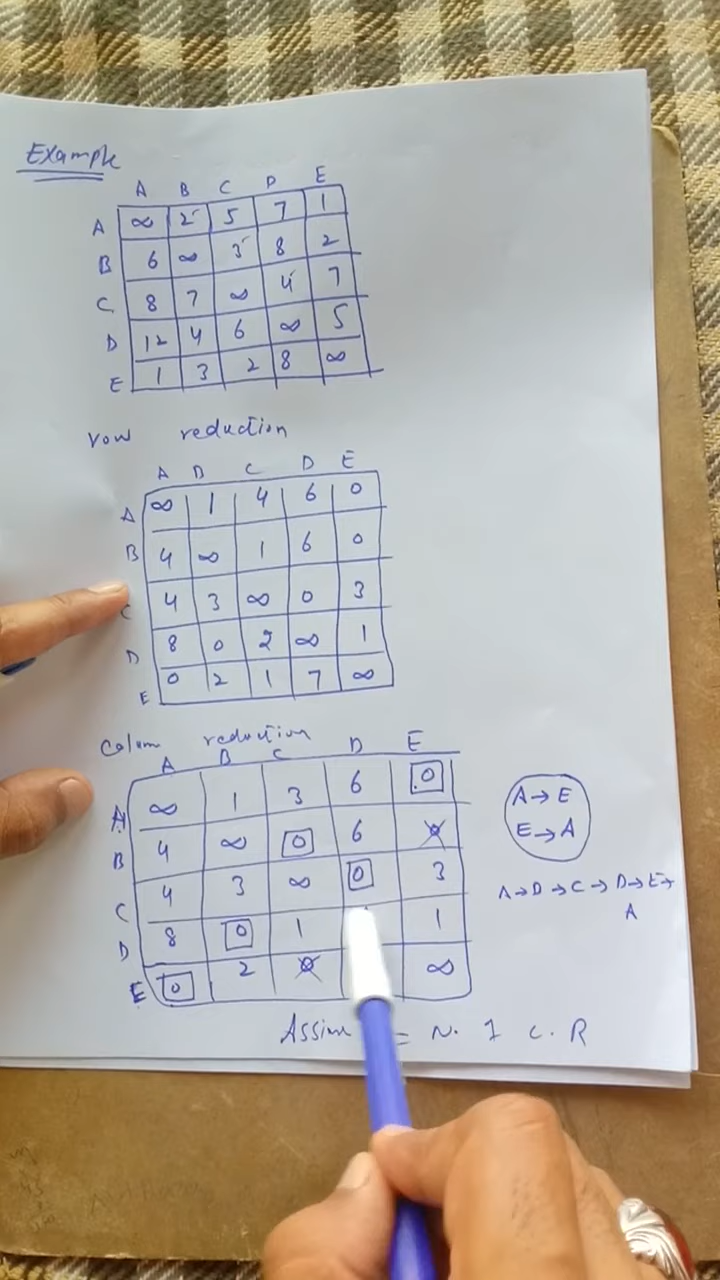 Example
A B C D E
A ∞ 2 5 7 1
B 6 ∞ 3 8 2
C 8 7 ∞ 4 7
D 12 4 6 ∞ 5
E 1 3 2 8 ∞
row reduction
A B C D E
A ∞ 1 4 6 0
B 4 ∞ 1 6 0
C 4 3 ∞ 0 3
D 8 0 2 ∞ 1
E 0 2 1 7 ∞
Colum reduction
A B C D E
A ∞ 1 3 6 0
B 4 ∞ 0 6 0
C 4 3 ∞ 0 3
D 8 0 1 1
E 0 2 0 ∞
A→E
E→A
A→D→C→D→E→
A
= N. 1 C. R